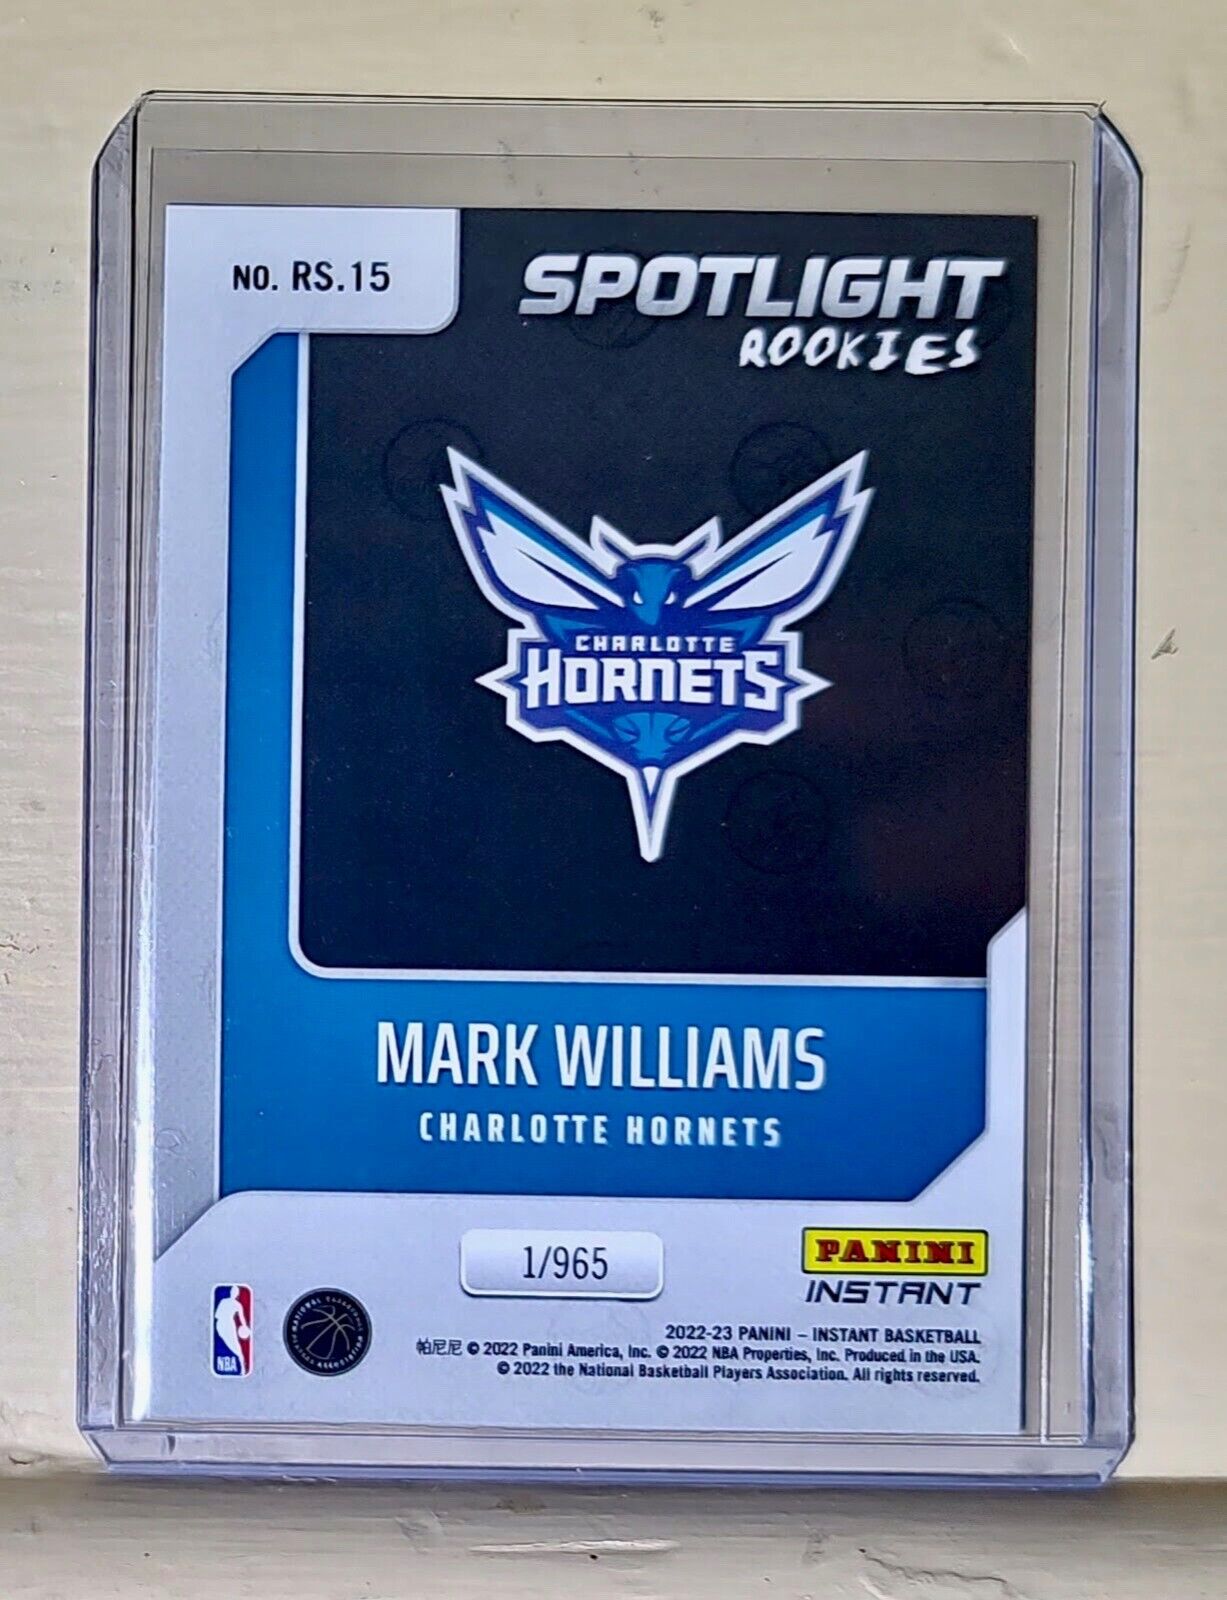 NO. RS.15
SPOTLIGHT
ROOKIES
CHARLOTTE
HORNETS
MARK WILLIAMS
CHARLOTTE HORNETS
1/965
PANINI
INSTANT
NBA
2022-23 PANINI – INSTANT BASKETBALL
帕尼尼 © 2022 Panini America, Inc. © 2022 NBA Properties, Inc. Produced in the USA.
© 2022 the National Basketball Players Association. All rights reserved.